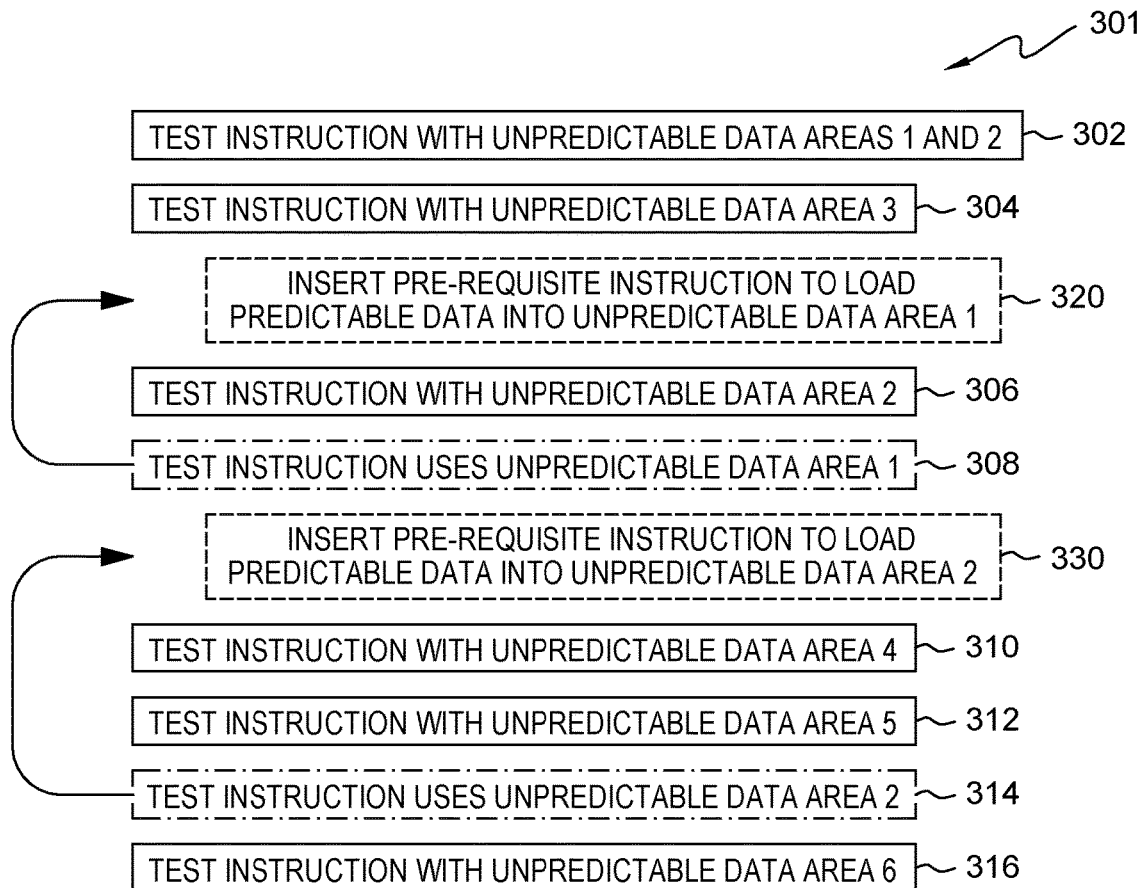 301
TEST INSTRUCTION WITH UNPREDICTABLE DATA AREAS 1 AND 2 302
TEST INSTRUCTION WITH UNPREDICTABLE DATA AREA 3 304
INSERT PRE-REQUISITE INSTRUCTION TO LOAD
PREDICTABLE DATA INTO UNPREDICTABLE DATA AREA 1
320
TEST INSTRUCTION WITH UNPREDICTABLE DATA AREA 2 306
TEST INSTRUCTION USES UNPREDICTABLE DATA AREA 1 308
INSERT PRE-REQUISITE INSTRUCTION TO LOAD
PREDICTABLE DATA INTO UNPREDICTABLE DATA AREA 2
330
TEST INSTRUCTION WITH UNPREDICTABLE DATA AREA 4 310
TEST INSTRUCTION WITH UNPREDICTABLE DATA AREA 5 312
TEST INSTRUCTION USES UNPREDICTABLE DATA AREA 2 314
TEST INSTRUCTION WITH UNPREDICTABLE DATA AREA 6 316